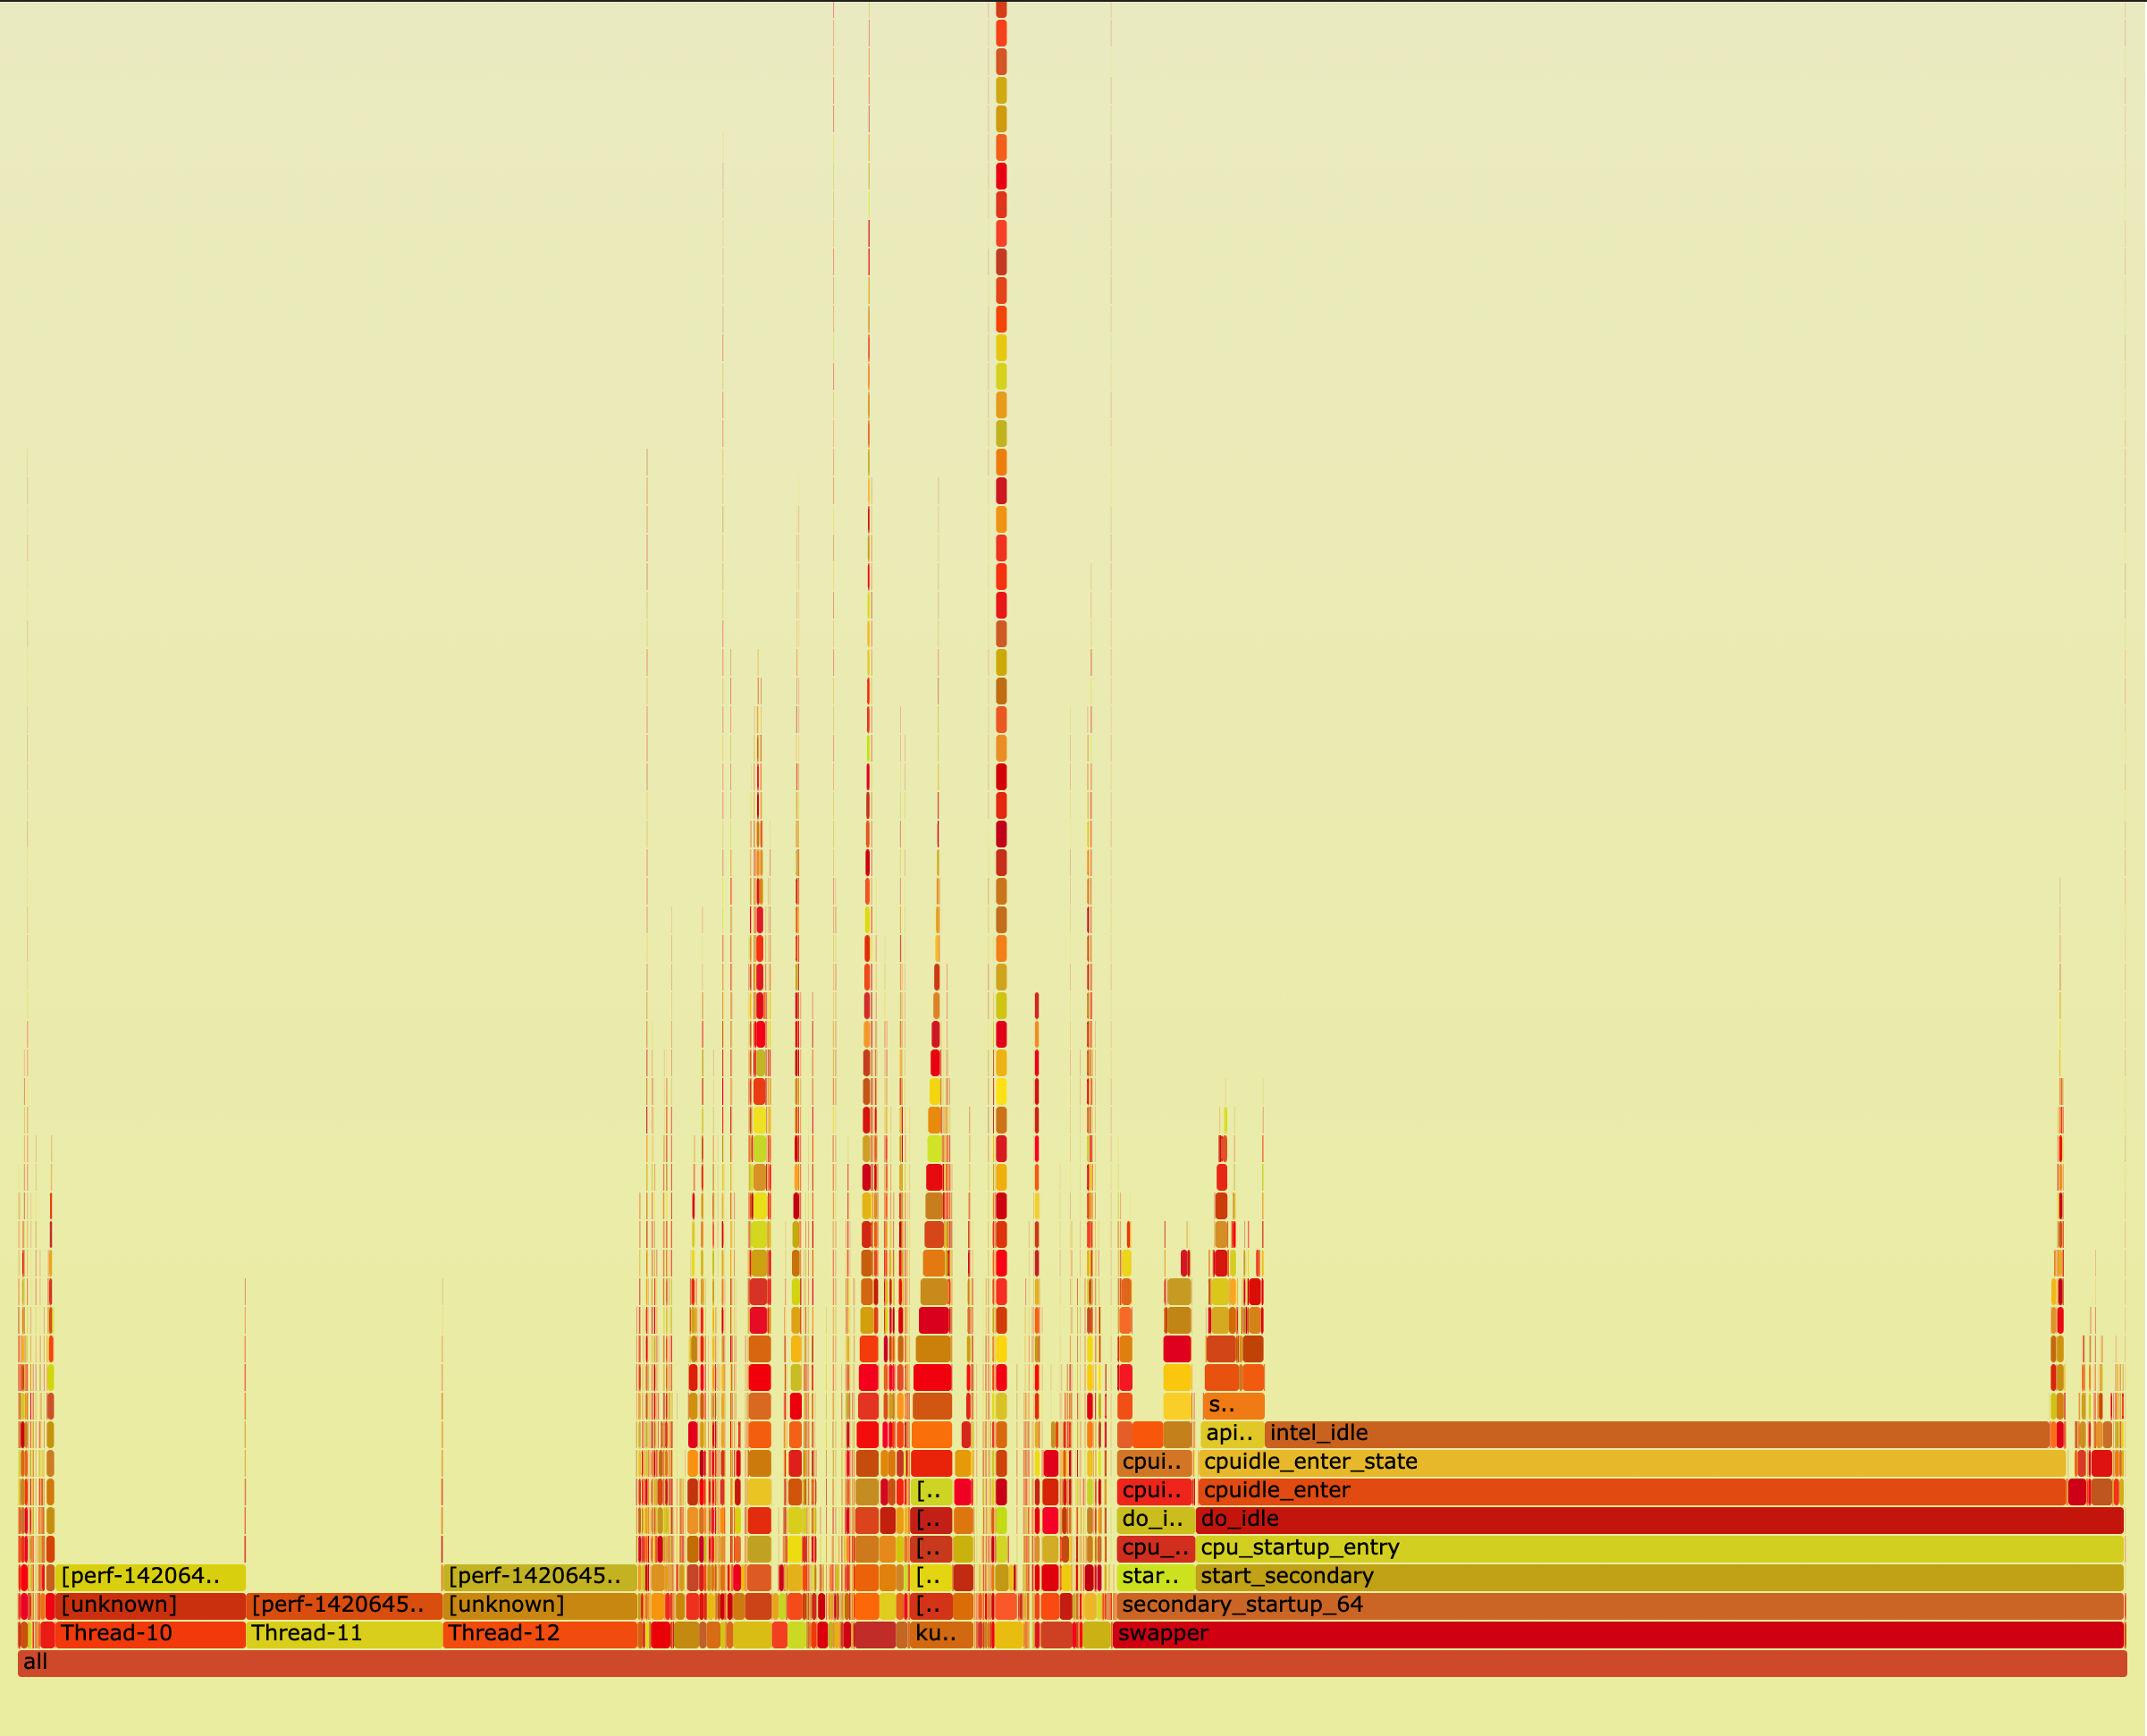 s..
api.. intel_idle
cpui.. cpuidle_enter_state
[.. cpui.. cpuidle_enter
[.. do_i.. do_idle
[.. cpu_.. cpu_startup_entry
[perf-142064.. [perf-1420645.. [.. star.. start_secondary
[unknown] [perf-1420645.. [unknown] [.. secondary_startup_64
Thread-10 Thread-11 Thread-12 ku.. swapper
all